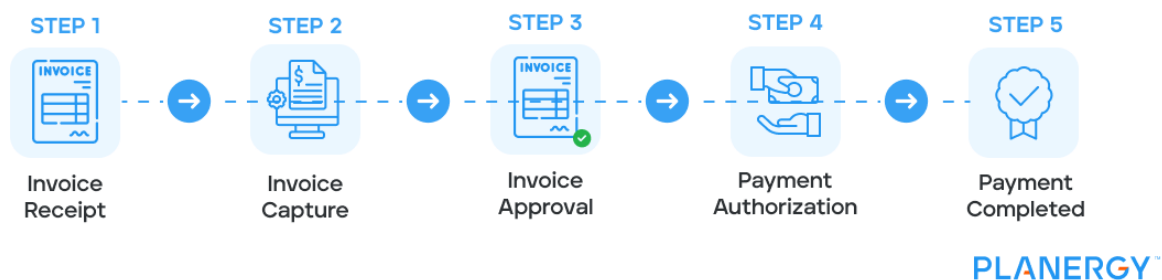 STEP 1
STEP 2
STEP 3
STEP 4
STEP 5
INVOICE
$
INVOICE
Invoice
Receipt
Invoice
Capture
Invoice
Approval
Payment
Authorization
Payment
Completed
PLANERGY™